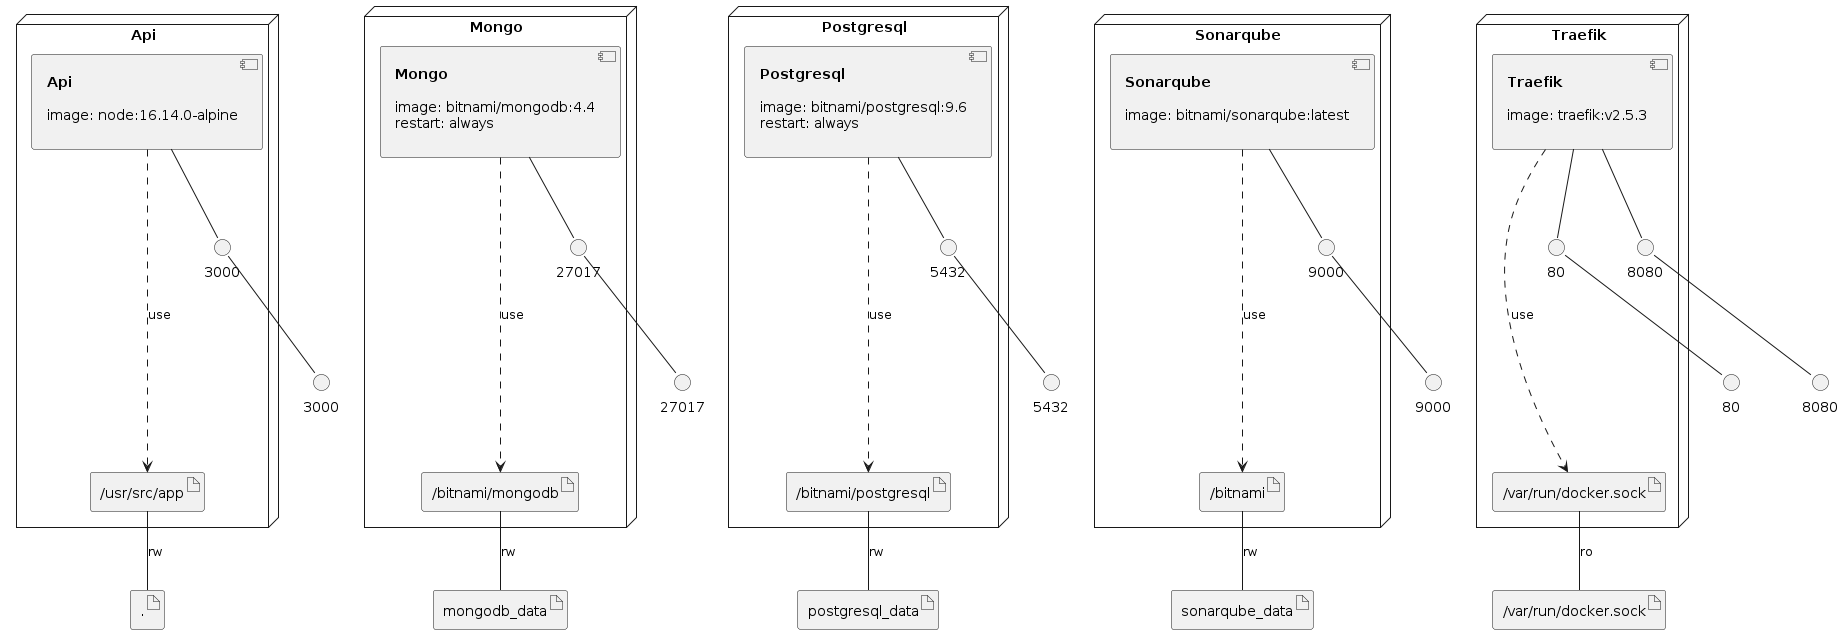 Api
Api
image: node:16.14.0-alpine
3000
use
3000
/usr/src/app
rw
.
Mongo
Mongo
image: bitnami/mongodb:4.4
restart: always
27017
use
27017
/bitnami/mongodb
rw
mongodb_data
Postgresql
Postgresql
image: bitnami/postgresql:9.6
restart: always
5432
use
5432
/bitnami/postgresql
rw
postgresql_data
Sonarqube
Sonarqube
image: bitnami/sonarqube:latest
9000
use
9000
/bitnami
rw
sonarqube_data
Traefik
Traefik
image: traefik:v2.5.3
80
8080
use
80
8080
/var/run/docker.sock
ro
/var/run/docker.sock